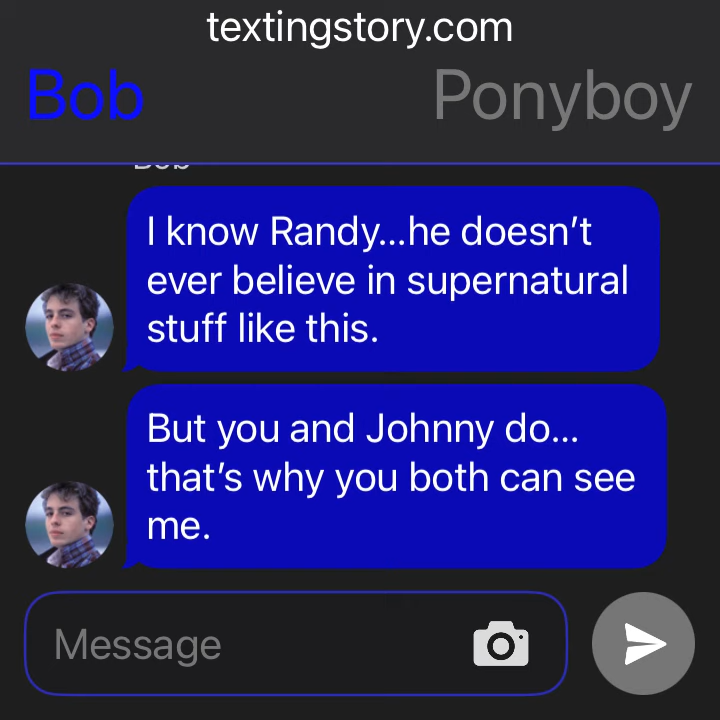 textingstory.com
Bob Ponyboy
Bob
I know Randy...he doesn’t
ever believe in supernatural
stuff like this.
But you and Johnny do...
that’s why you both can see
me.
Message